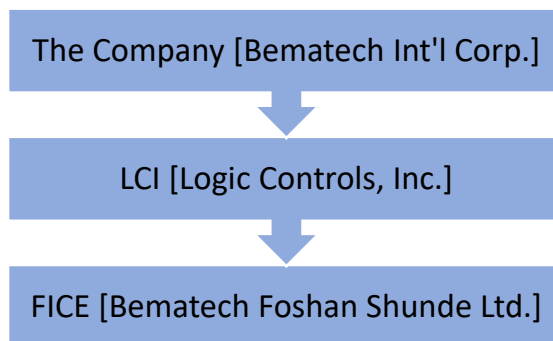 The Company [Bematech Int'l Corp.]
LCI [Logic Controls, Inc.]
FICE [Bematech Foshan Shunde Ltd.]